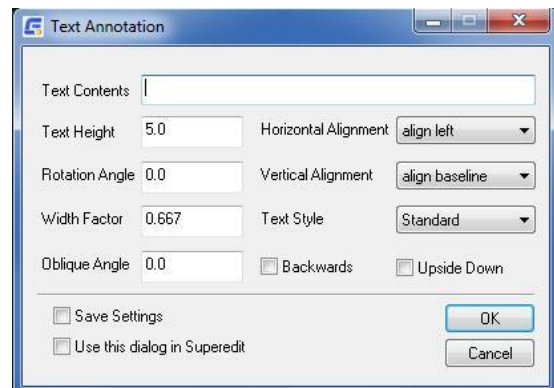 Text Annotation
Text Contents
Text Height 5.0 Horizontal Alignment align left
Rotation Angle 0.0 Vertical Alignment align baseline
Width Factor 0.667 Text Style Standard
Oblique Angle 0.0 Backwards Upside Down
Save Settings OK
Use this dialog in Superedit Cancel